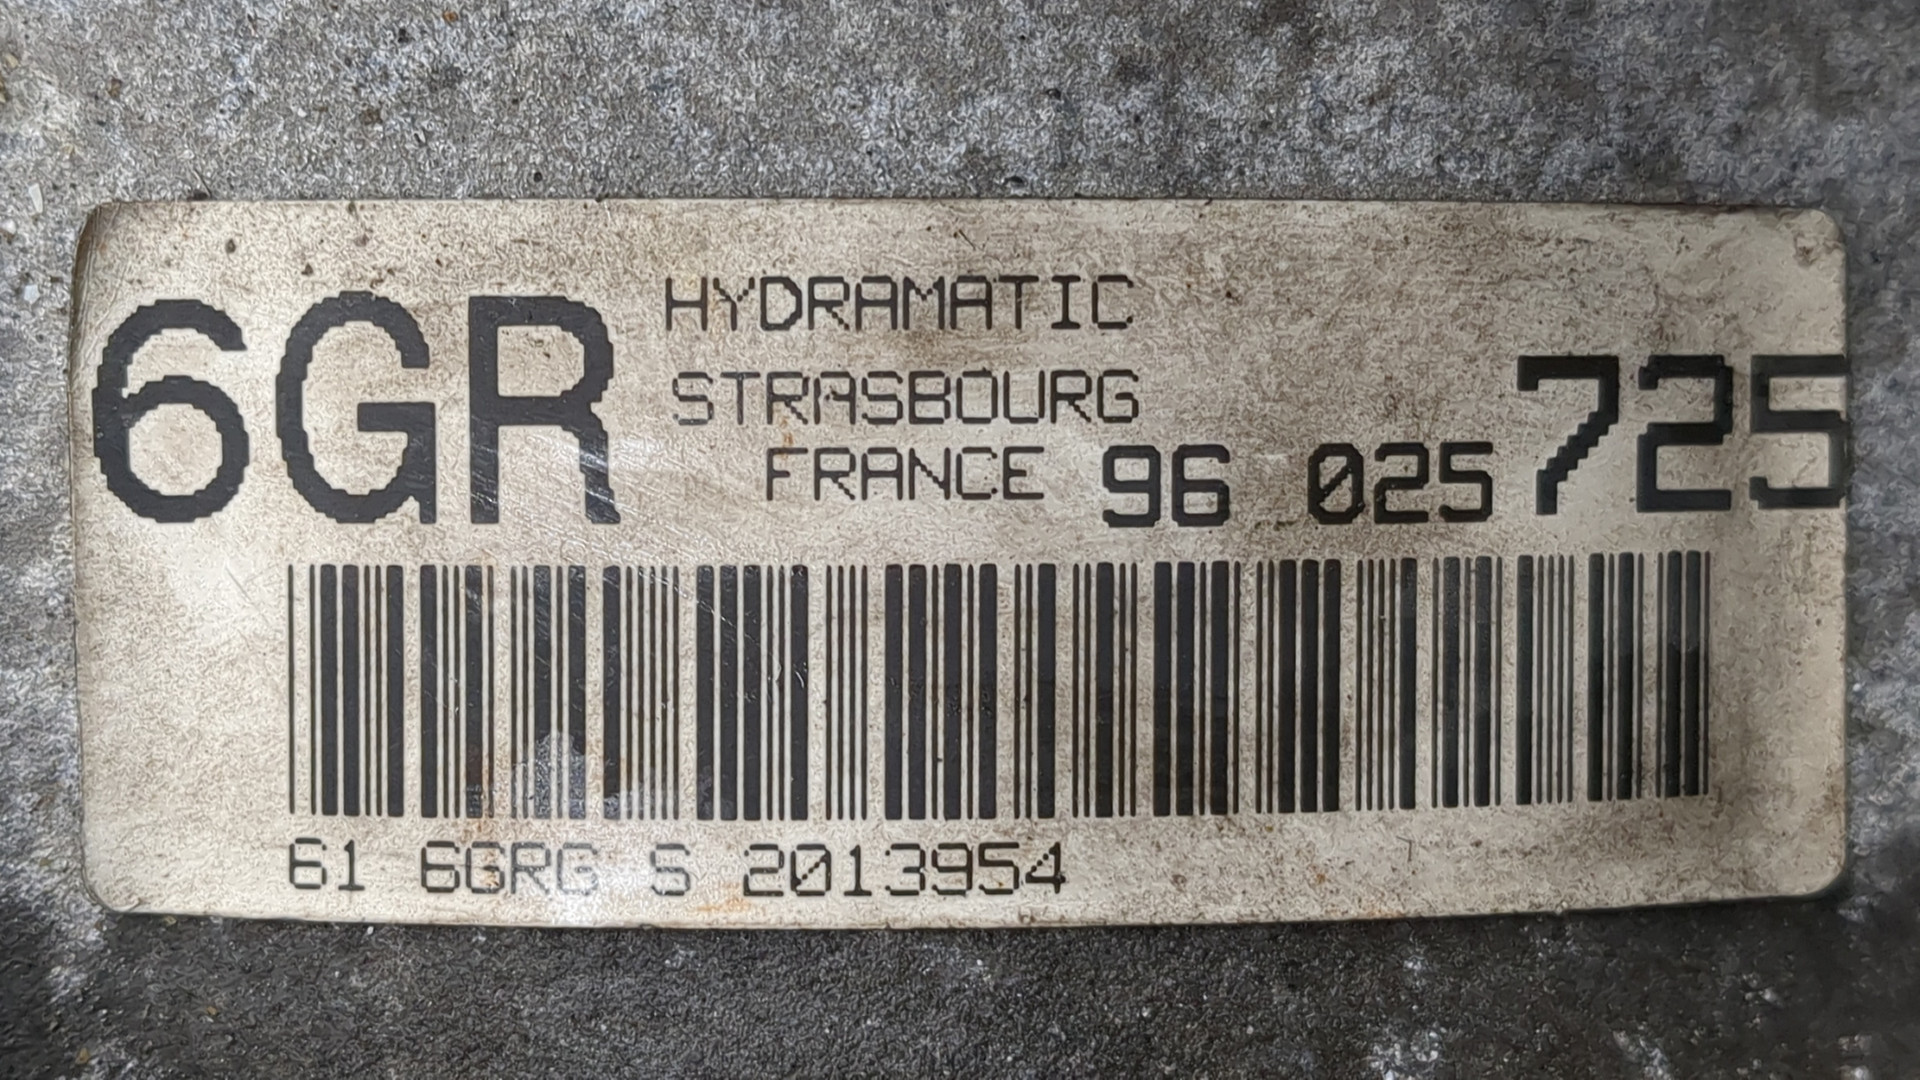 6GR HYDRAMATIC
STRASBOURG
FRANCE 96 025 725
61 6GRG S 2013954